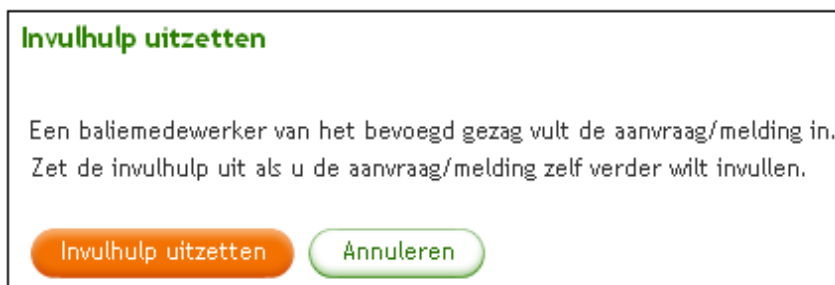 Invulhulp uitzetten
Een baliemedewerker van het bevoegd gezag vult de aanvraag/melding in.
Zet de invulhulp uit als u de aanvraag/melding zelf verder wilt invullen.
Invulhulp uitzetten Annuleren